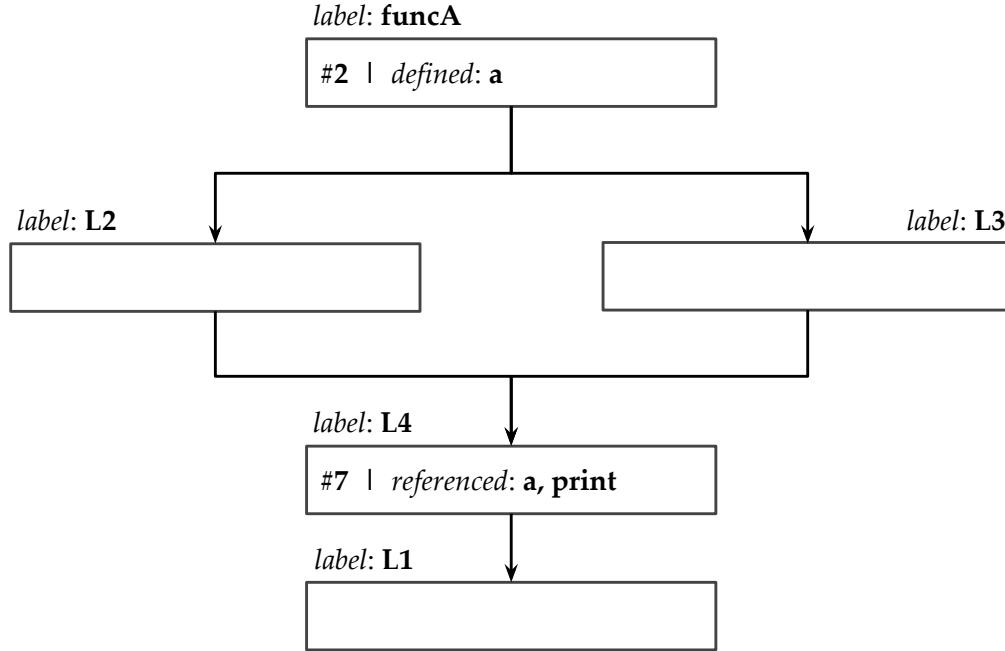 label: funcA
#2 | defined: a
label: L2
label: L3
label: L4
#7 | referenced: a, print
label: L1